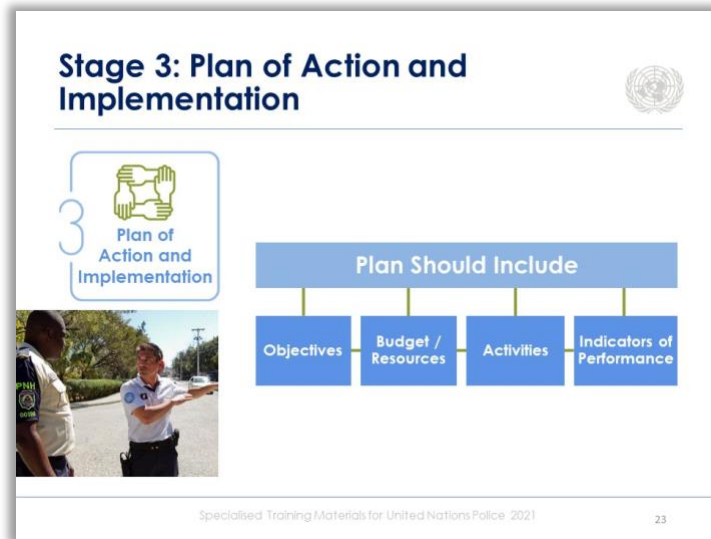 Stage 3: Plan of Action and
Implementation
3
Plan of
Action and
Implementation
Plan Should Include
Objectives
Budget /
Resources
Activities
Indicators of
Performance
PNH
Specialised Training Materials for United Nations Police 2021
23